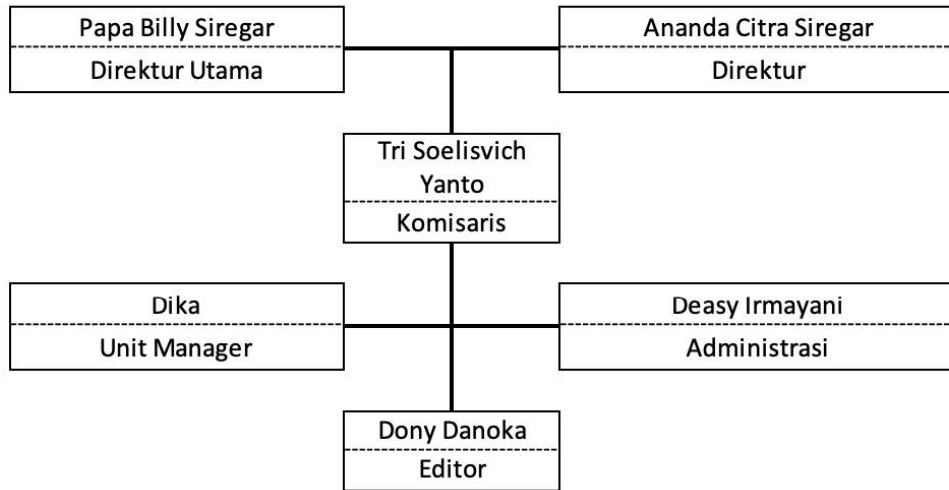 Papa Billy Siregar
Direktur Utama
Ananda Citra Siregar
Direktur
Tri Soelisvich
Yanto
Komisaris
Dika
Unit Manager
Deasy Irmayani
Administrasi
Dony Danoka
Editor